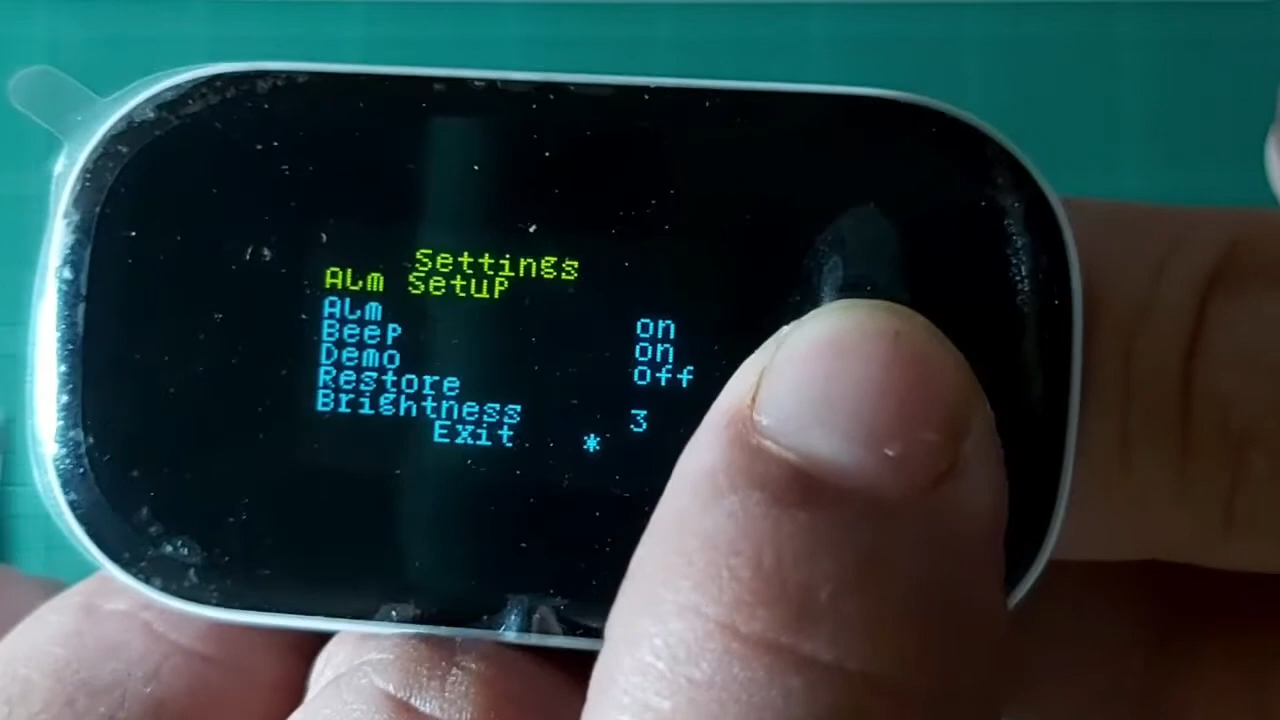 Settings
Alm Setup
Alm on
Beep on
Demo off
Restore
Brightness 3
Exit *